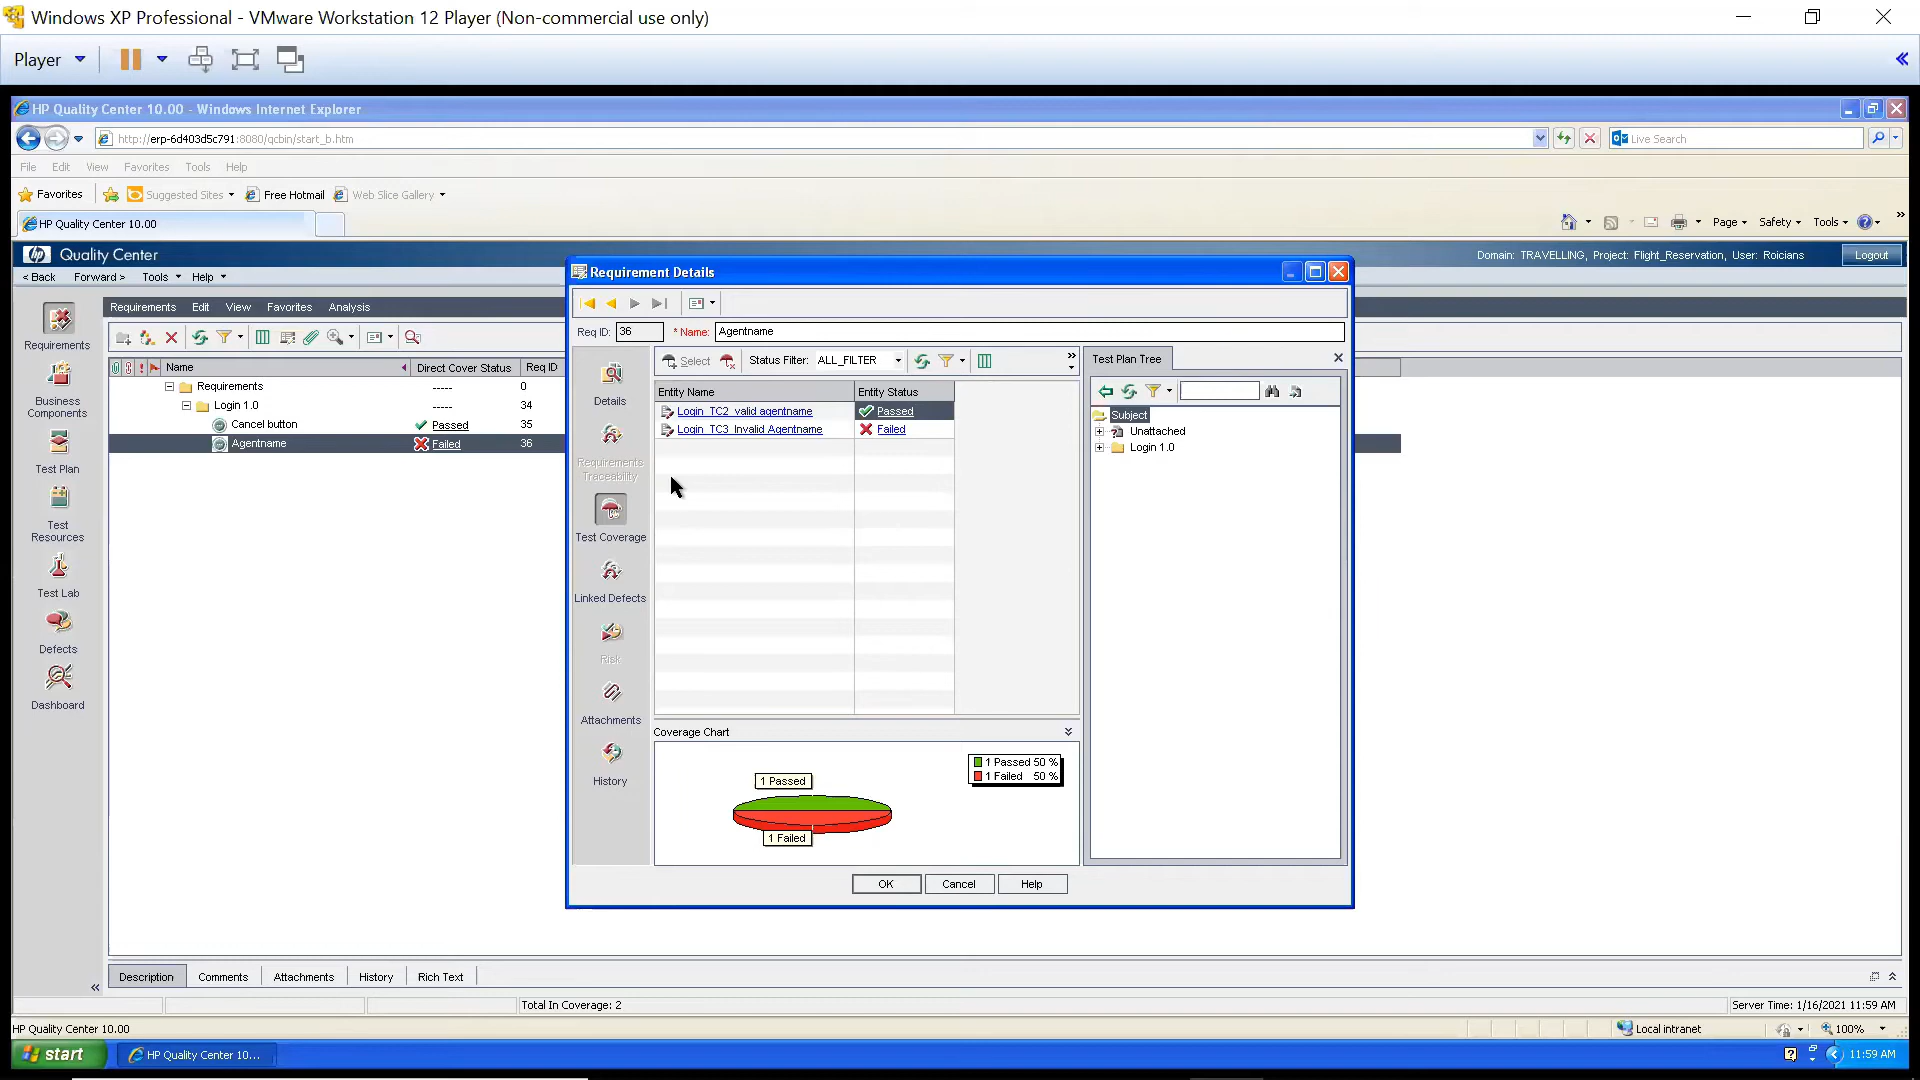 Windows XP Professional - VMware Workstation 12 Player (Non-commercial use only)
Player
HP Quality Center 10.00 - Windows Internet Explorer
http://erp-6d403d5c791:8080/qcbin/start_b.htm
Live Search
File Edit View Favorites Tools Help
Favorites Suggested Sites Free Hotmail Web Slice Gallery
HP Quality Center 10.00
Page Safety Tools
Quality Center
Domain: TRAVELLING, Project: Flight_Reservation, User: Roicians
Logout
< Back Forward > Tools Help
Requirements Edit View Favorites Analysis
Name Direct Cover Status Req ID
Requirements ----- 0
Login 1.0 ----- 34
Cancel button Passed 35
Agentname Failed 36
Requirements
Business
Components
Test Plan
Test
Resources
Test Lab
Defects
Dashboard
Requirement Details
Req ID: 36 * Name: Agentname
Details
Requirements
Traceability
Test Coverage
Linked Defects
Risk
Attachments
History
Select Status Filter: ALL_FILTER
Entity Name Entity Status
Login_TC2_valid agentname Passed
Login_TC3_Invalid Agentname Failed
Coverage Chart
1 Passed
1 Failed
1 Passed 50 %
1 Failed 50 %
Test Plan Tree
Subject
Unattached
Login 1.0
OK Cancel Help
Description Comments Attachments History Rich Text
Total In Coverage: 2
Server Time: 1/16/2021 11:59 AM
HP Quality Center 10.00
Local intranet
100%
start
HP Quality Center 10...
11:59 AM